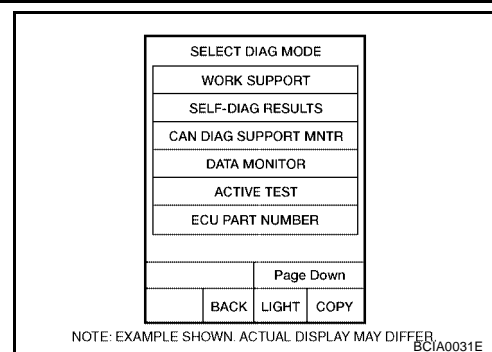 SELECT DIAG MODE
WORK SUPPORT
SELF-DIAG RESULTS
CAN DIAG SUPPORT MNTR
DATA MONITOR
ACTIVE TEST
ECU PART NUMBER
Page Down
BACK LIGHT COPY
NOTE: EXAMPLE SHOWN. ACTUAL DISPLAY MAY DIFFER.
BCIA0031E